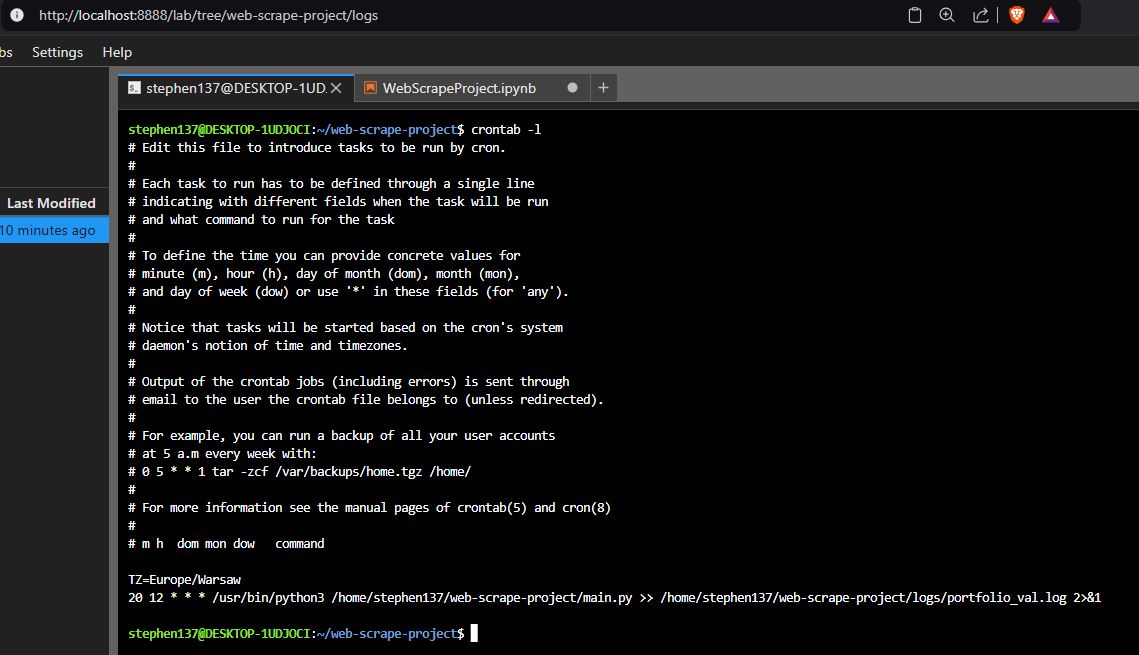 http://localhost:8888/lab/tree/web-scrape-project/logs
bs Settings Help
stephen137@DESKTOP-1UD. WebScrapeProject.ipynb
Last Modified
10 minutes ago
stephen137@DESKTOP-1UDJOCI:~/web-scrape-project$ crontab -l
# Edit this file to introduce tasks to be run by cron.
#
# Each task to run has to be defined through a single line
# indicating with different fields when the task will be run
# and what command to run for the task
#
# To define the time you can provide concrete values for
# minute (m), hour (h), day of month (dom), month (mon),
# and day of week (dow) or use '*' in these fields (for 'any').
#
# Notice that tasks will be started based on the cron's system
# daemon's notion of time and timezones.
#
# Output of the crontab jobs (including errors) is sent through
# email to the user the crontab file belongs to (unless redirected).
#
# For example, you can run a backup of all your user accounts
# at 5 a.m every week with:
# 0 5 * * 1 tar -zcf /var/backups/home.tgz /home/
#
# For more information see the manual pages of crontab(5) and cron(8)
#
# m h  dom mon dow   command
TZ=Europe/Warsaw
20 12 * * * /usr/bin/python3 /home/stephen137/web-scrape-project/main.py >> /home/stephen137/web-scrape-project/logs/portfolio_val.log 2>&1
stephen137@DESKTOP-1UDJOCI:~/web-scrape-project$